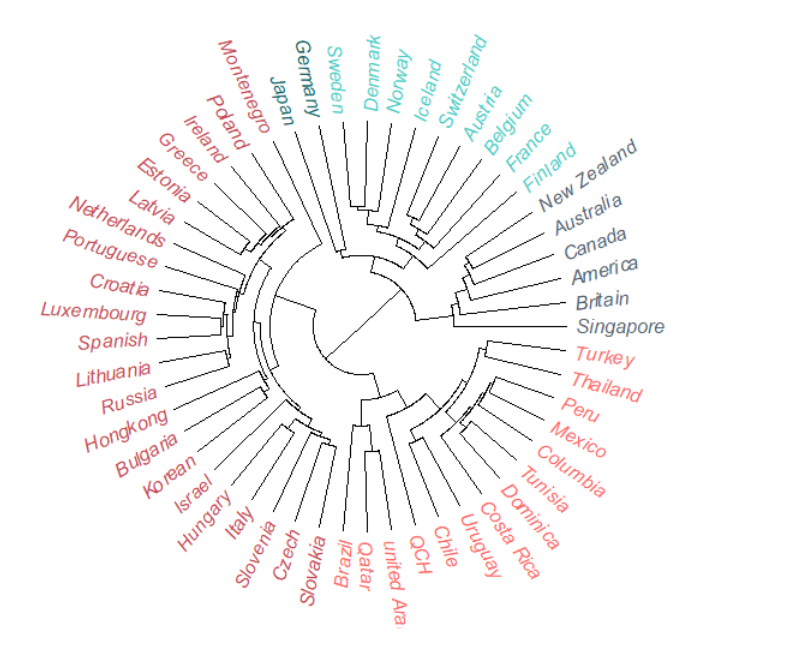 Montenegro
Japan
Germany
Sweden
Denmark
Norway
Iceland
Switzerland
Austria
Belgium
France
Finland
New Zealand
Australia
Canada
America
Britain
Singapore
Turkey
Thailand
Peru
Mexico
Columbia
Tunisia
Dominica
Costa Rica
Uruguay
Chile
QCH
united Ara
Qatar
Brazil
Slovakia
Czech
Slovenia
Italy
Hungary
Israel
Korean
Bulgaria
Hongkong
Russia
Lithuania
Spanish
Luxembourg
Croatia
Portuguese
Netherlands
Latvia
Estonia
Greece
Ireland
Poland